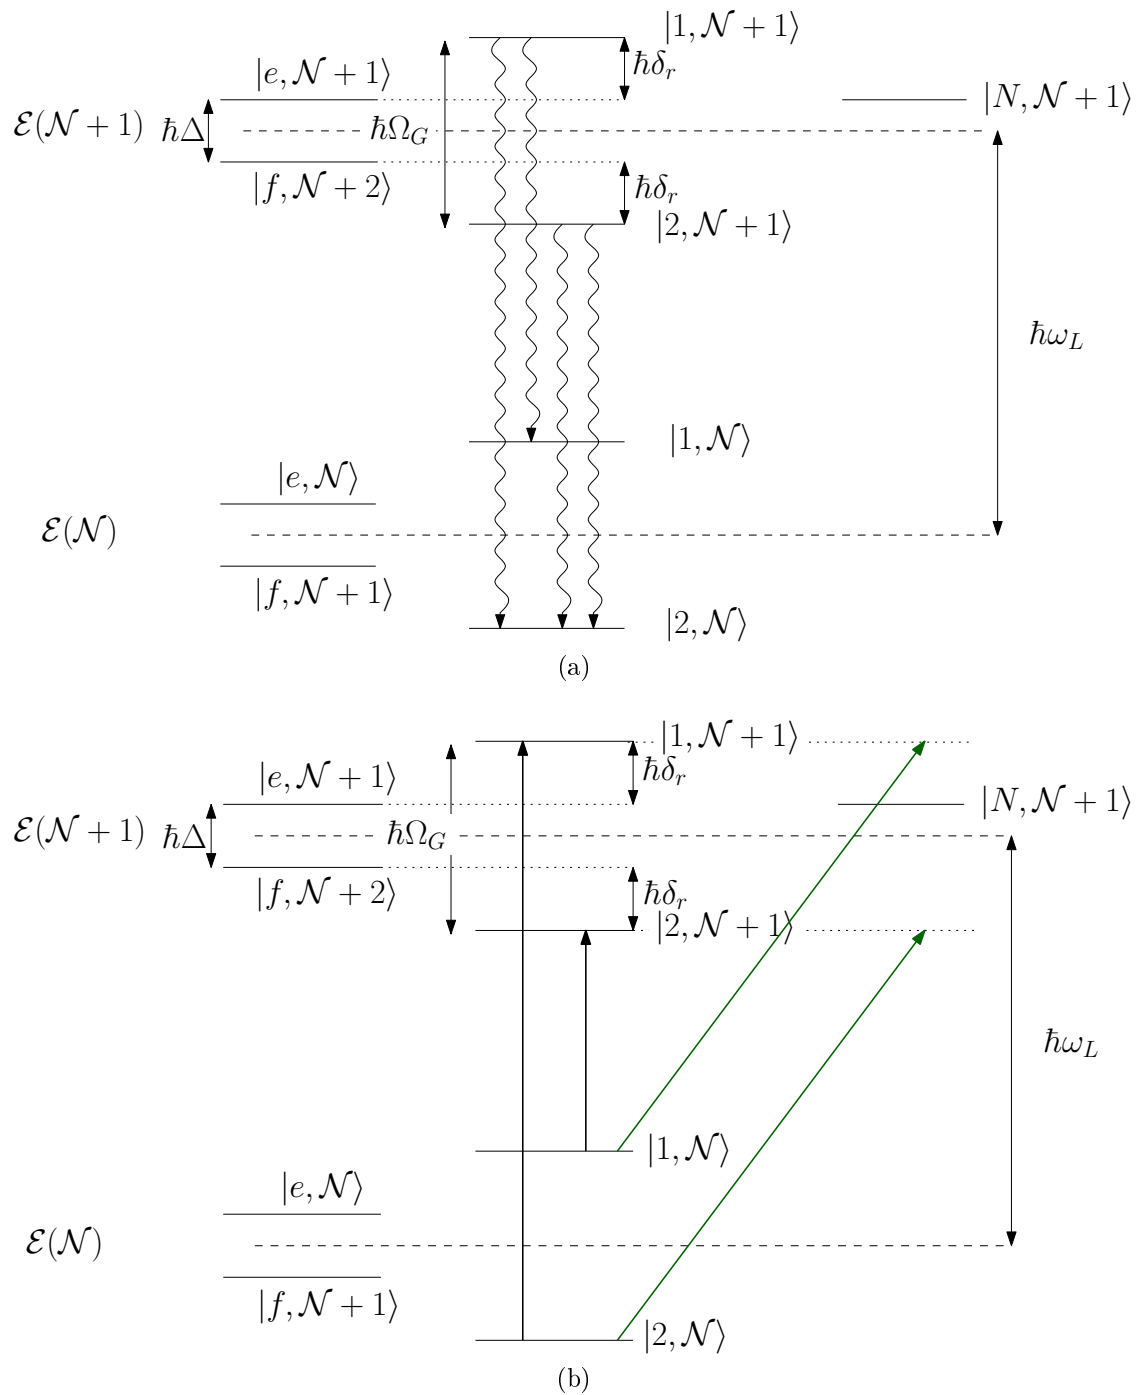 |1, 𝒩 + 1⟩
ħδ_r
|e, 𝒩 + 1⟩
|N, 𝒩 + 1⟩
ℰ(𝒩 + 1)
ħΔ
ħΩ_G
|f, 𝒩 + 2⟩
ħδ_r
|2, 𝒩 + 1⟩
ħω_L
|1, 𝒩⟩
|e, 𝒩⟩
ℰ(𝒩)
|f, 𝒩 + 1⟩
|2, 𝒩⟩
(a)
|1, 𝒩 + 1⟩
ħδ_r
|e, 𝒩 + 1⟩
|N, 𝒩 + 1⟩
ℰ(𝒩 + 1)
ħΔ
ħΩ_G
|f, 𝒩 + 2⟩
ħδ_r
|2, 𝒩 + 1⟩
ħω_L
|1, 𝒩⟩
|e, 𝒩⟩
ℰ(𝒩)
|f, 𝒩 + 1⟩
|2, 𝒩⟩
(b)